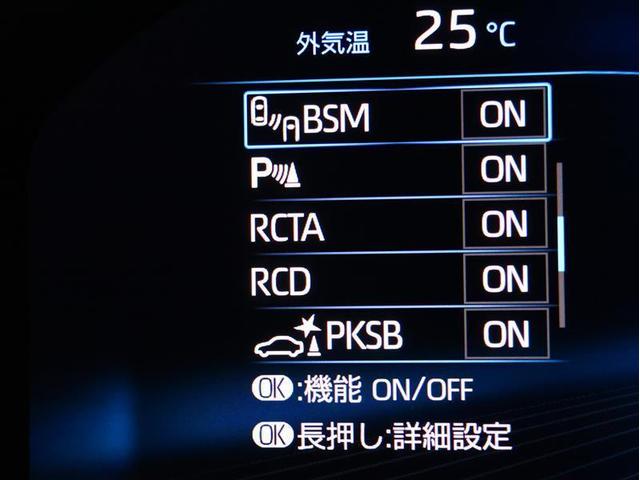 外気温 25℃
BSM ON
P ON
RCTA ON
RCD ON
PKSB ON
OK:機能 ON/OFF
OK長押し:詳細設定